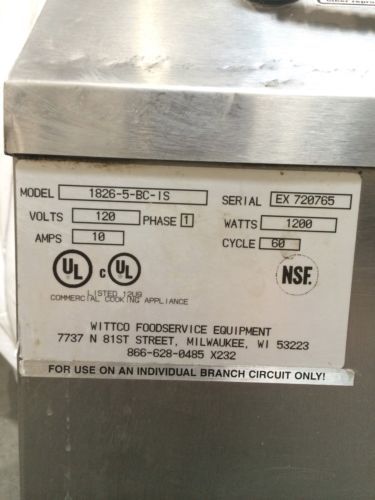 MODEL 1826-5-BC-IS SERIAL EX 720765
VOLTS 120 PHASE 1 WATTS 1200
AMPS 10 CYCLE 60
UL c UL NSF.
LISTED 12U9
COMMERCIAL COOKING APPLIANCE
WITTCO FOODSERVICE EQUIPMENT
7737 N 81ST STREET, MILWAUKEE, WI 53223
866-628-0485 X232
FOR USE ON AN INDIVIDUAL BRANCH CIRCUIT ONLY!